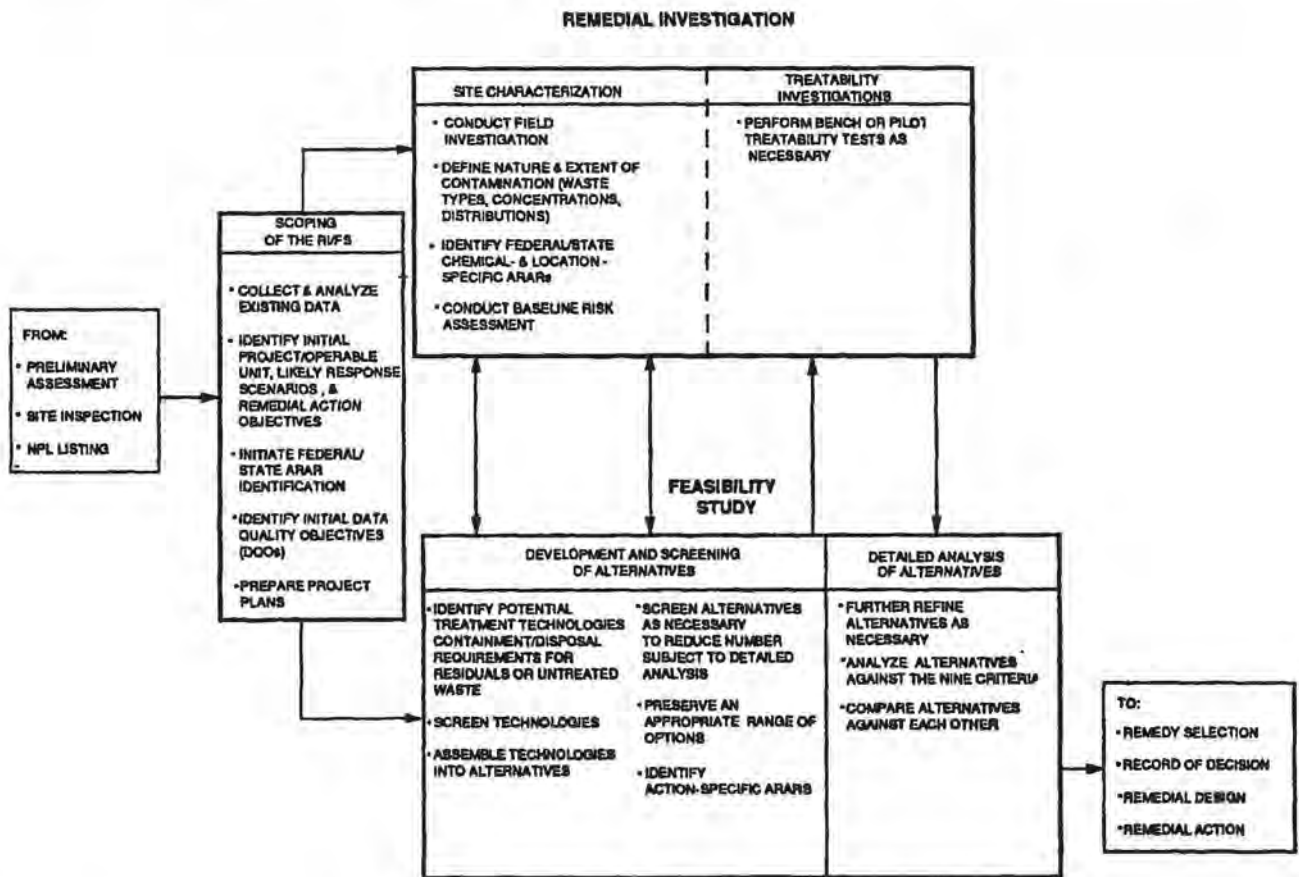 REMEDIAL INVESTIGATION
SITE CHARACTERIZATION
• CONDUCT FIELD
INVESTIGATION
• DEFINE NATURE & EXTENT OF
CONTAMINATION (WASTE
TYPES, CONCENTRATIONS,
DISTRIBUTIONS)
• IDENTIFY FEDERAL/STATE
CHEMICAL- & LOCATION -
SPECIFIC ARARs
• CONDUCT BASELINE RISK
ASSESSMENT
TREATABILITY
INVESTIGATIONS
• PERFORM BENCH OR PILOT
TREATABILITY TESTS AS
NECESSARY
SCOPING
OF THE RI/FS
• COLLECT & ANALYZE
EXISTING DATA
• IDENTIFY INITIAL
PROJECT/OPERABLE
UNIT, LIKELY RESPONSE
SCENARIOS , &
REMEDIAL ACTION
OBJECTIVES
• INITIATE FEDERAL/
STATE ARAR
IDENTIFICATION
• IDENTIFY INITIAL DATA
QUALITY OBJECTIVES
(DQOs)
• PREPARE PROJECT
PLANS
FROM:
• PRELIMINARY
ASSESSMENT
• SITE INSPECTION
• NPL LISTING
FEASIBILITY
STUDY
DEVELOPMENT AND SCREENING
OF ALTERNATIVES
• IDENTIFY POTENTIAL
TREATMENT TECHNOLOGIES
CONTAINMENT/DISPOSAL
REQUIREMENTS FOR
RESIDUALS OR UNTREATED
WASTE
• SCREEN TECHNOLOGIES
• ASSEMBLE TECHNOLOGIES
INTO ALTERNATIVES
• SCREEN ALTERNATIVES
AS NECESSARY
TO REDUCE NUMBER
SUBJECT TO DETAILED
ANALYSIS
• PRESERVE AN
APPROPRIATE RANGE OF
OPTIONS
• IDENTIFY
ACTION-SPECIFIC ARARS
DETAILED ANALYSIS
OF ALTERNATIVES
• FURTHER REFINE
ALTERNATIVES AS
NECESSARY
• ANALYZE ALTERNATIVES
AGAINST THE NINE CRITERIA
• COMPARE ALTERNATIVES
AGAINST EACH OTHER
TO:
• REMEDY SELECTION
• RECORD OF DECISION
• REMEDIAL DESIGN
• REMEDIAL ACTION